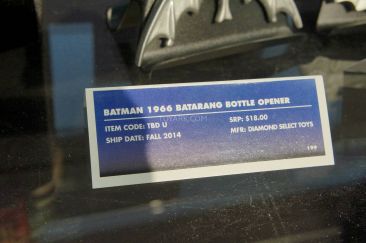 BATMAN 1966 BATARANG BOTTLE OPENER
ITEM CODE: TBD U SRP: $18.00
SHIP DATE: FALL 2014 MFR: DIAMOND SELECT TOYS
199